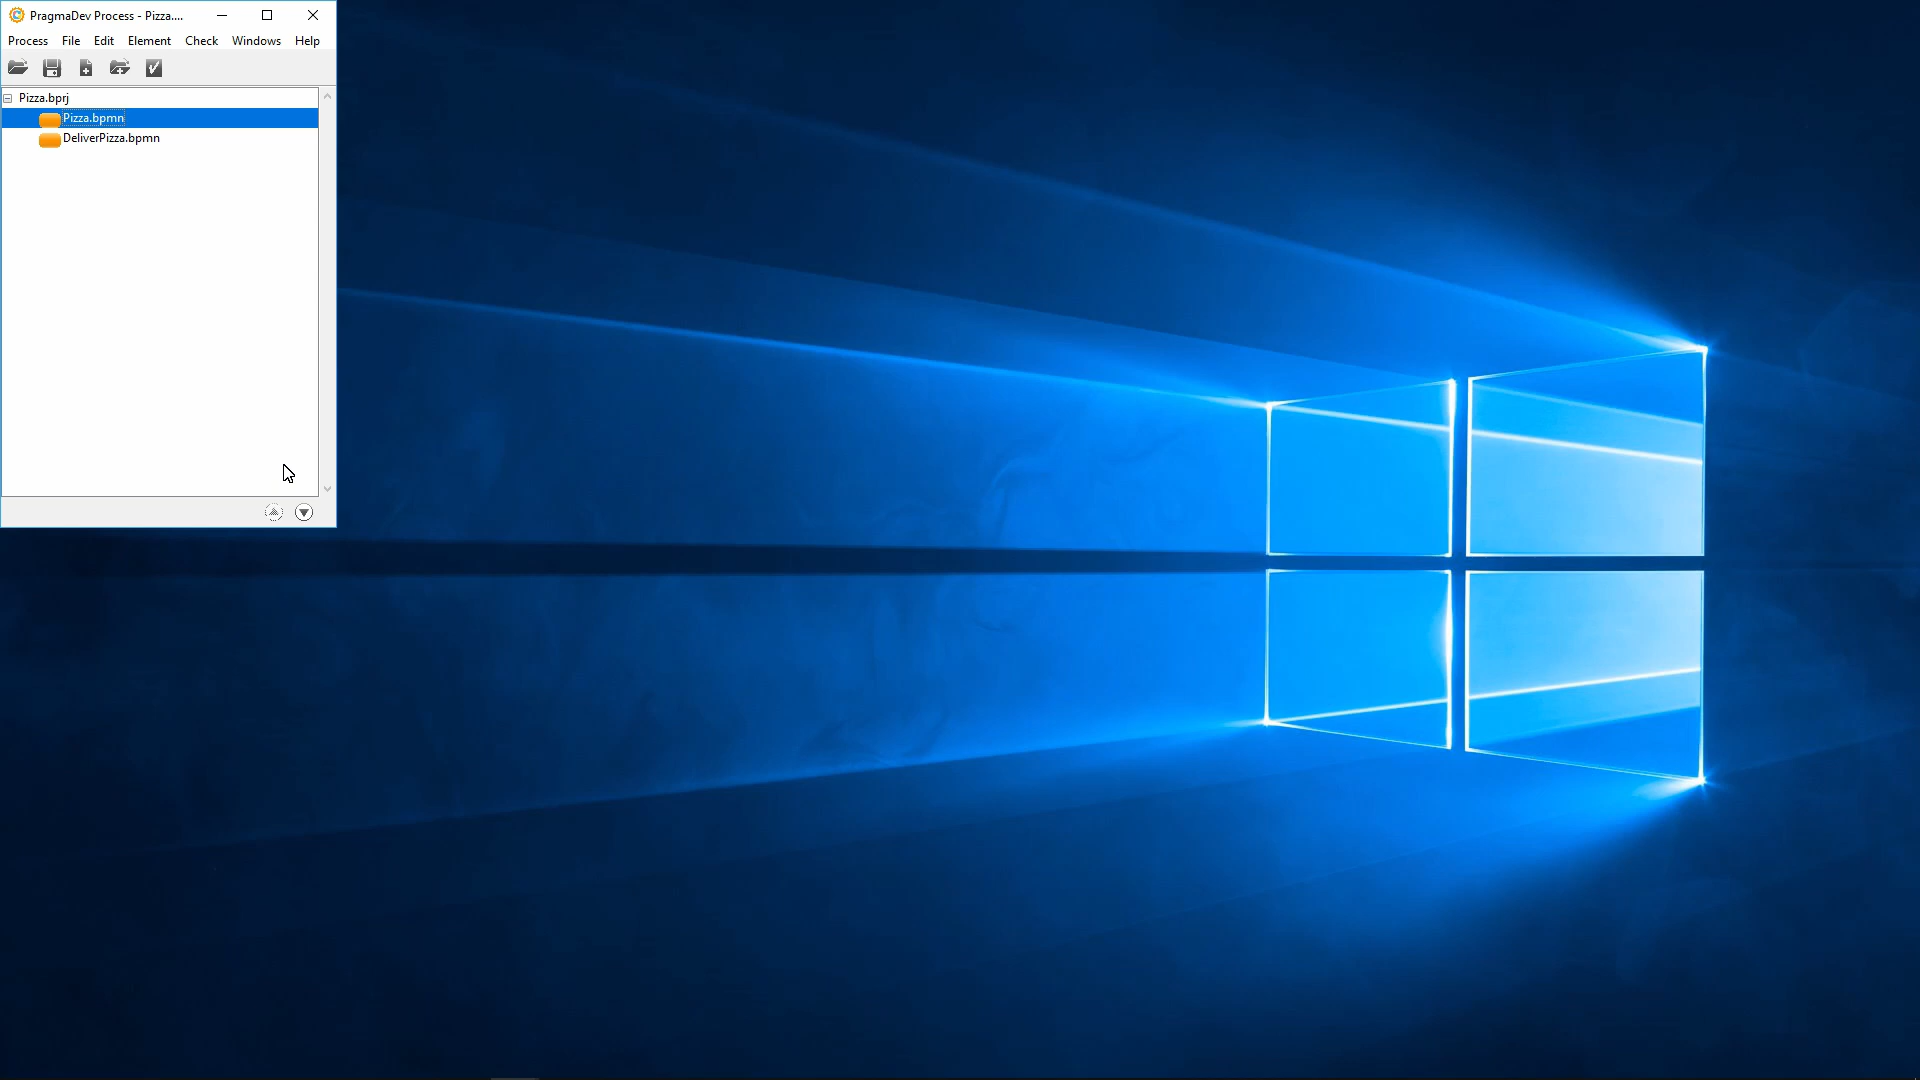 PragmaDev Process - Pizza....
Process File Edit Element Check Windows Help
Pizza.bprj
Pizza.bpmn
DeliverPizza.bpmn